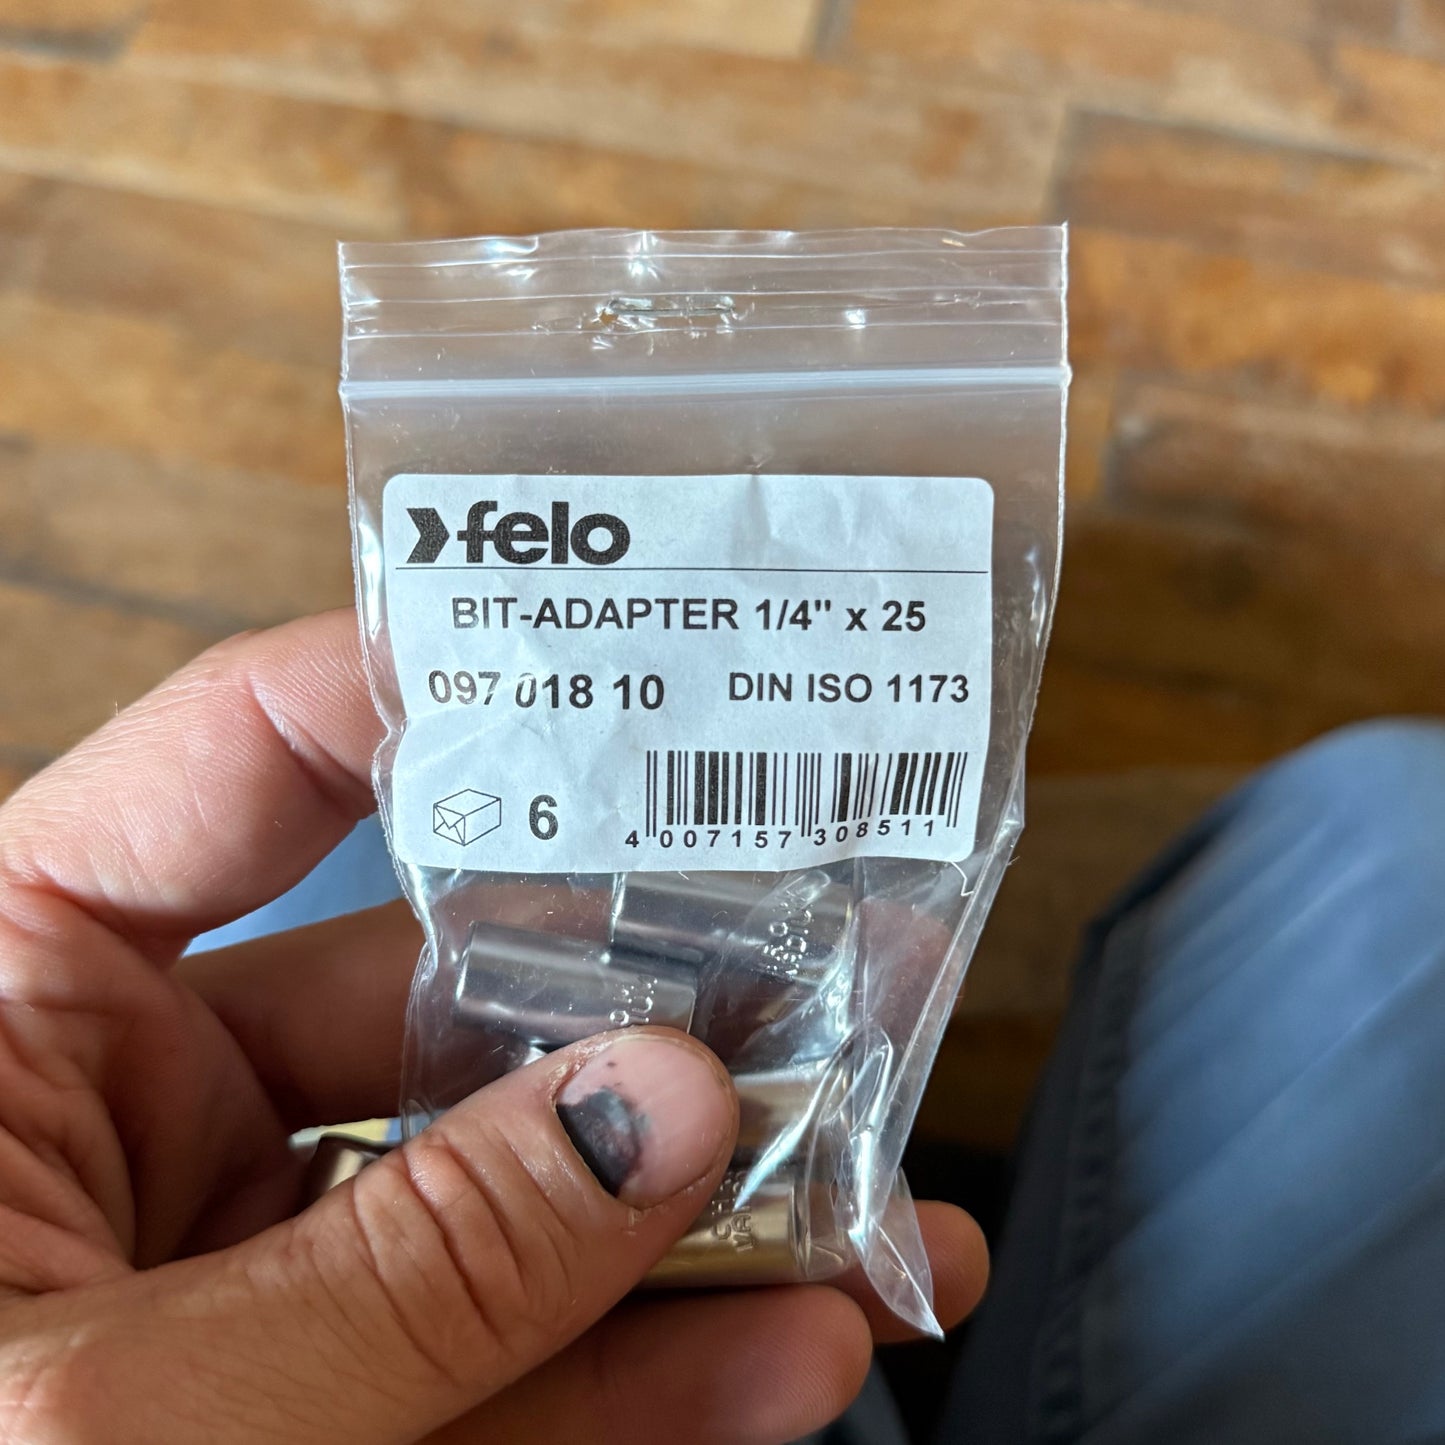 felo
BIT-ADAPTER 1/4" x 25
097 018 10 DIN ISO 1173
6
4 007157 308511